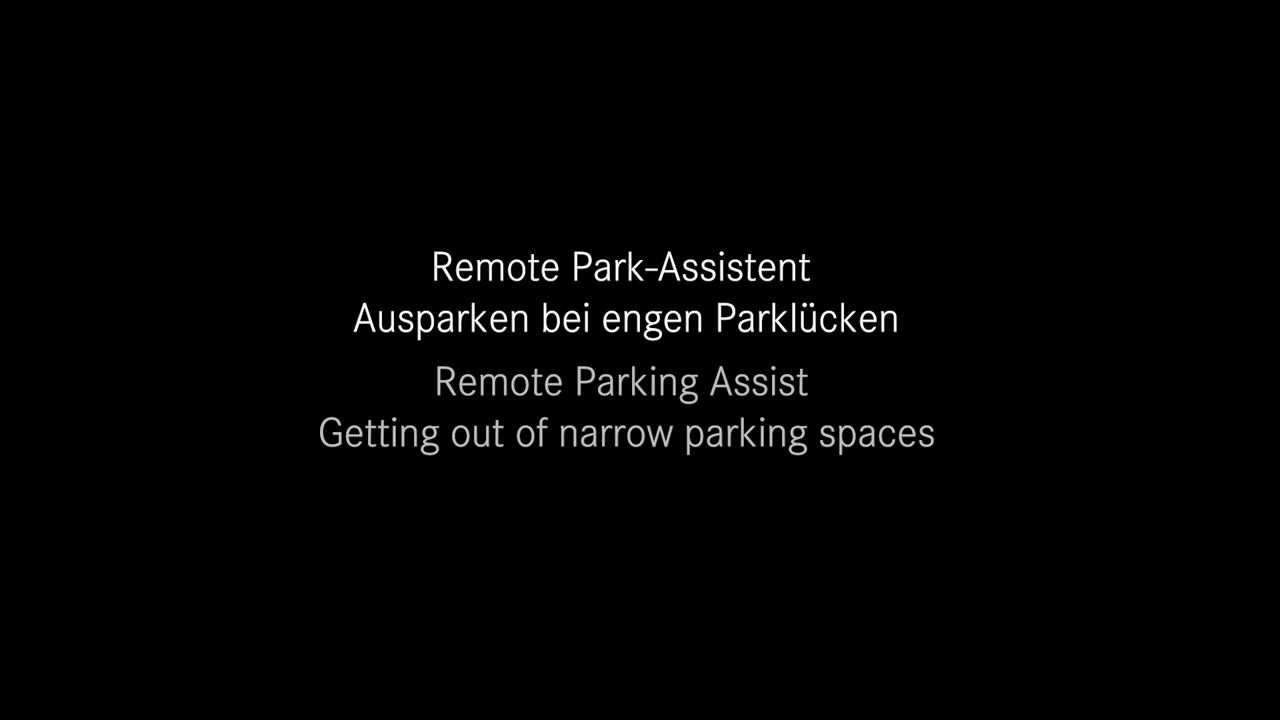 Remote Park-Assistent
Ausparken bei engen Parklücken
Remote Parking Assist
Getting out of narrow parking spaces